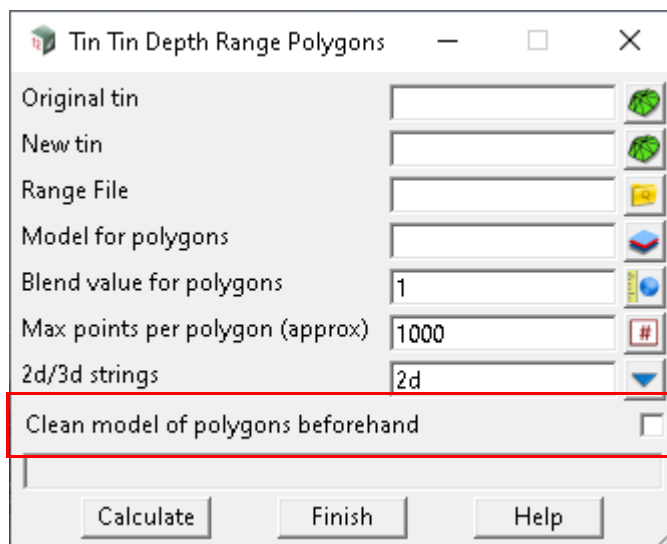 Tin Tin Depth Range Polygons
Original tin
New tin
Range File
Model for polygons
Blend value for polygons 1
Max points per polygon (approx) 1000
2d/3d strings 2d
Clean model of polygons beforehand
Calculate Finish Help